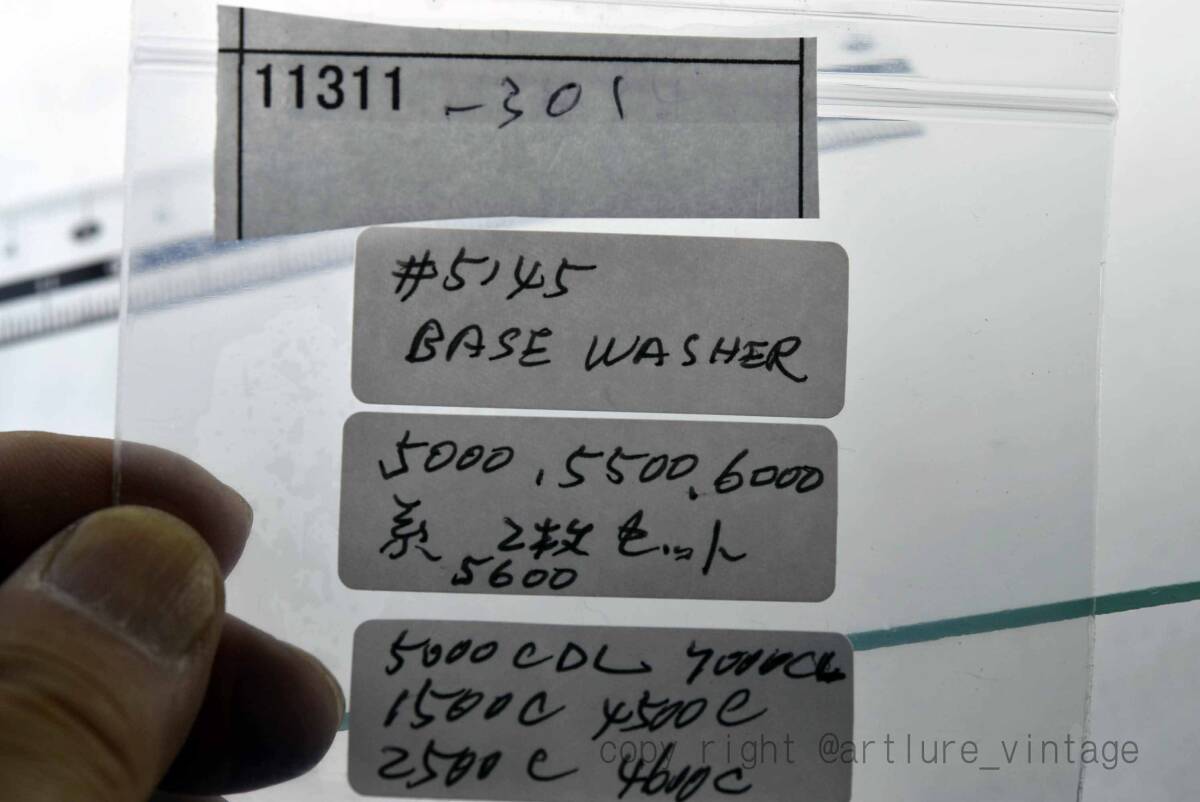 11311 -301
#5145
BASE WASHER
5000, 5500, 6000
系 2枚セット
5600
5000CDL 7000CL
1500C 4500C
2500C 4600C
copy right @artlure_vintage